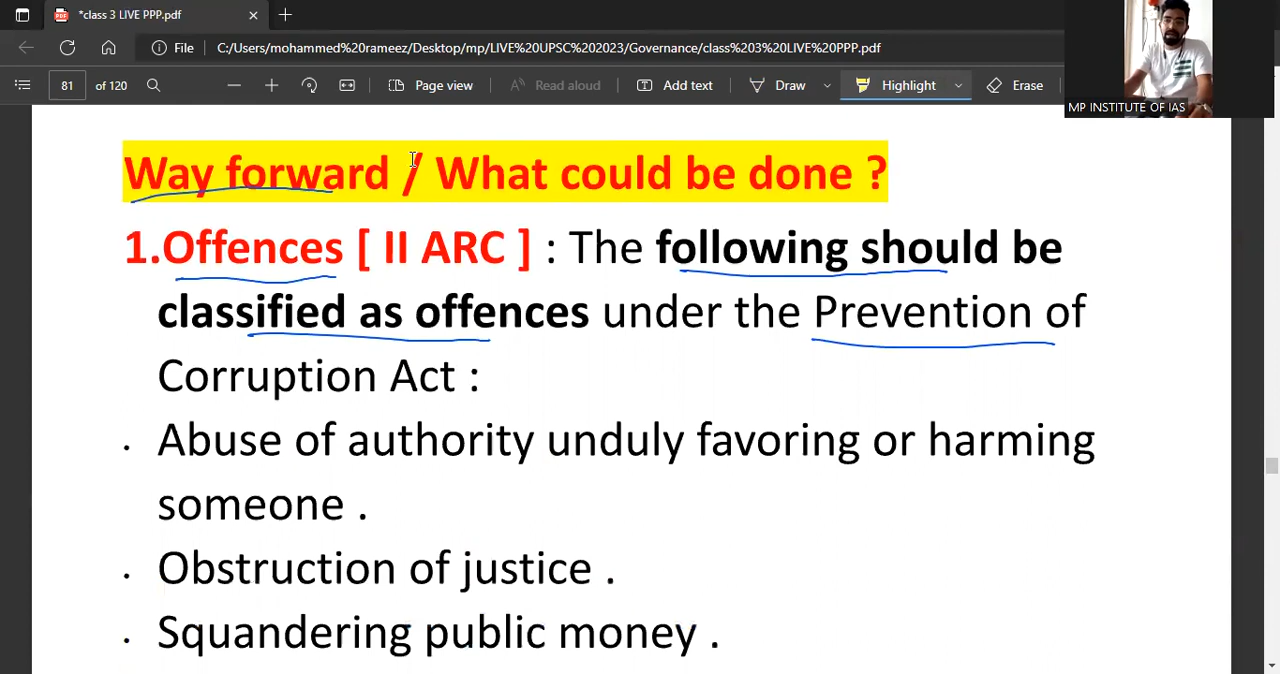 *class 3 LIVE PPP.pdf
File C:/Users/mohammed%20rameez/Desktop/mp/LIVE%20UPSC%202023/Governance/class%203%20LIVE%20PPP.pdf
81 of 120 Page view Read aloud Add text Draw Highlight Erase
MP INSTITUTE OF IAS
Way forward / What could be done ?
1.Offences [ II ARC ] : The following should be
classified as offences under the Prevention of
Corruption Act :
· Abuse of authority unduly favoring or harming
someone .
· Obstruction of justice .
· Squandering public money .